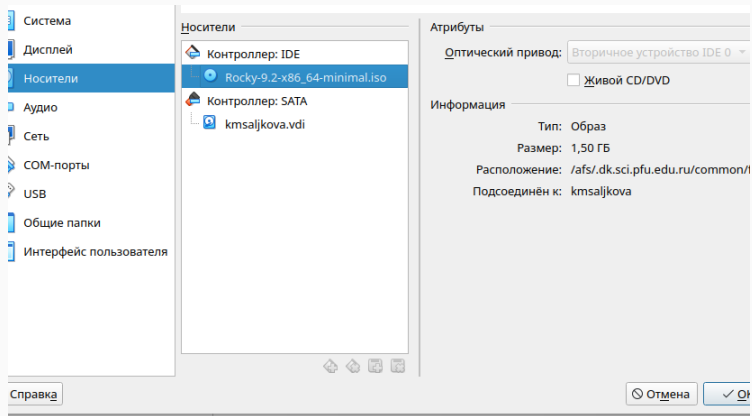 Система
Дисплей
Носители
Аудио
Сеть
COM-порты
USB
Общие папки
Интерфейс пользователя
Носители
Контроллер: IDE
Rocky-9.2-x86_64-minimal.iso
Контроллер: SATA
kmsaljkova.vdi
Атрибуты
Оптический привод: Вторичное устройство IDE 0
Живой CD/DVD
Информация
Тип: Образ
Размер: 1,50 ГБ
Расположение: /afs/.dk.sci.pfu.edu.ru/common/f
Подсоединён к: kmsaljkova
Справка
Отмена